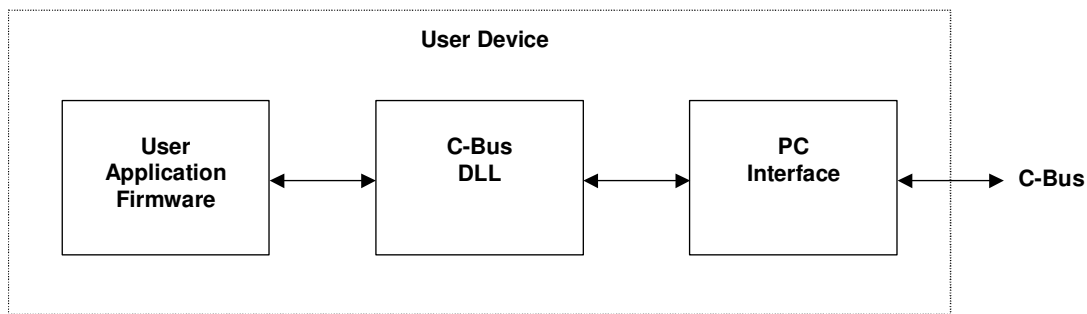 User Device
User
Application
Firmware
C-Bus
DLL
PC
Interface
C-Bus